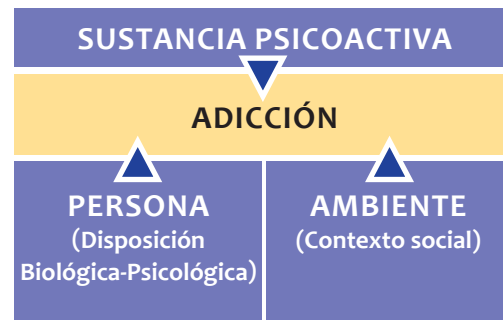 SUSTANCIA PSICOACTIVA
ADICCIÓN
PERSONA
(Disposición
Biológica-Psicológica)
AMBIENTE
(Contexto social)